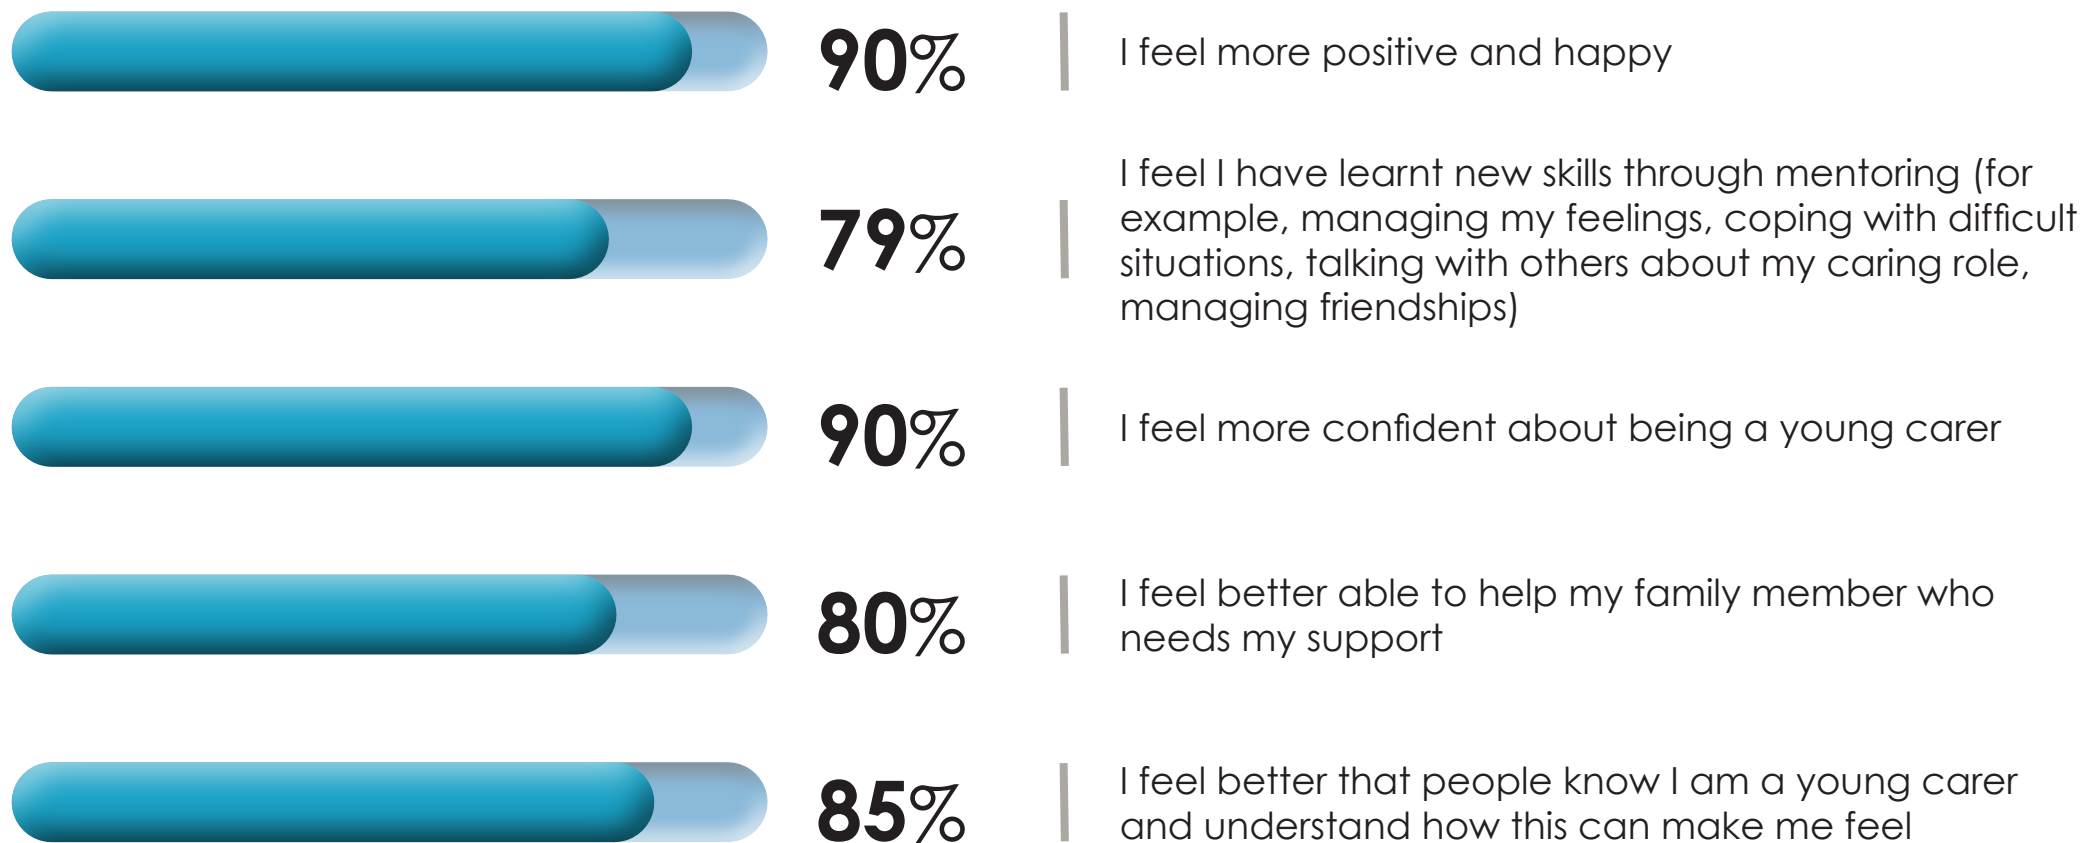 90%
I feel more positive and happy
79%
I feel I have learnt new skills through mentoring (for
example, managing my feelings, coping with difficult
situations, talking with others about my caring role,
managing friendships)
90%
I feel more confident about being a young carer
80%
I feel better able to help my family member who
needs my support
85%
I feel better that people know I am a young carer
and understand how this can make me feel